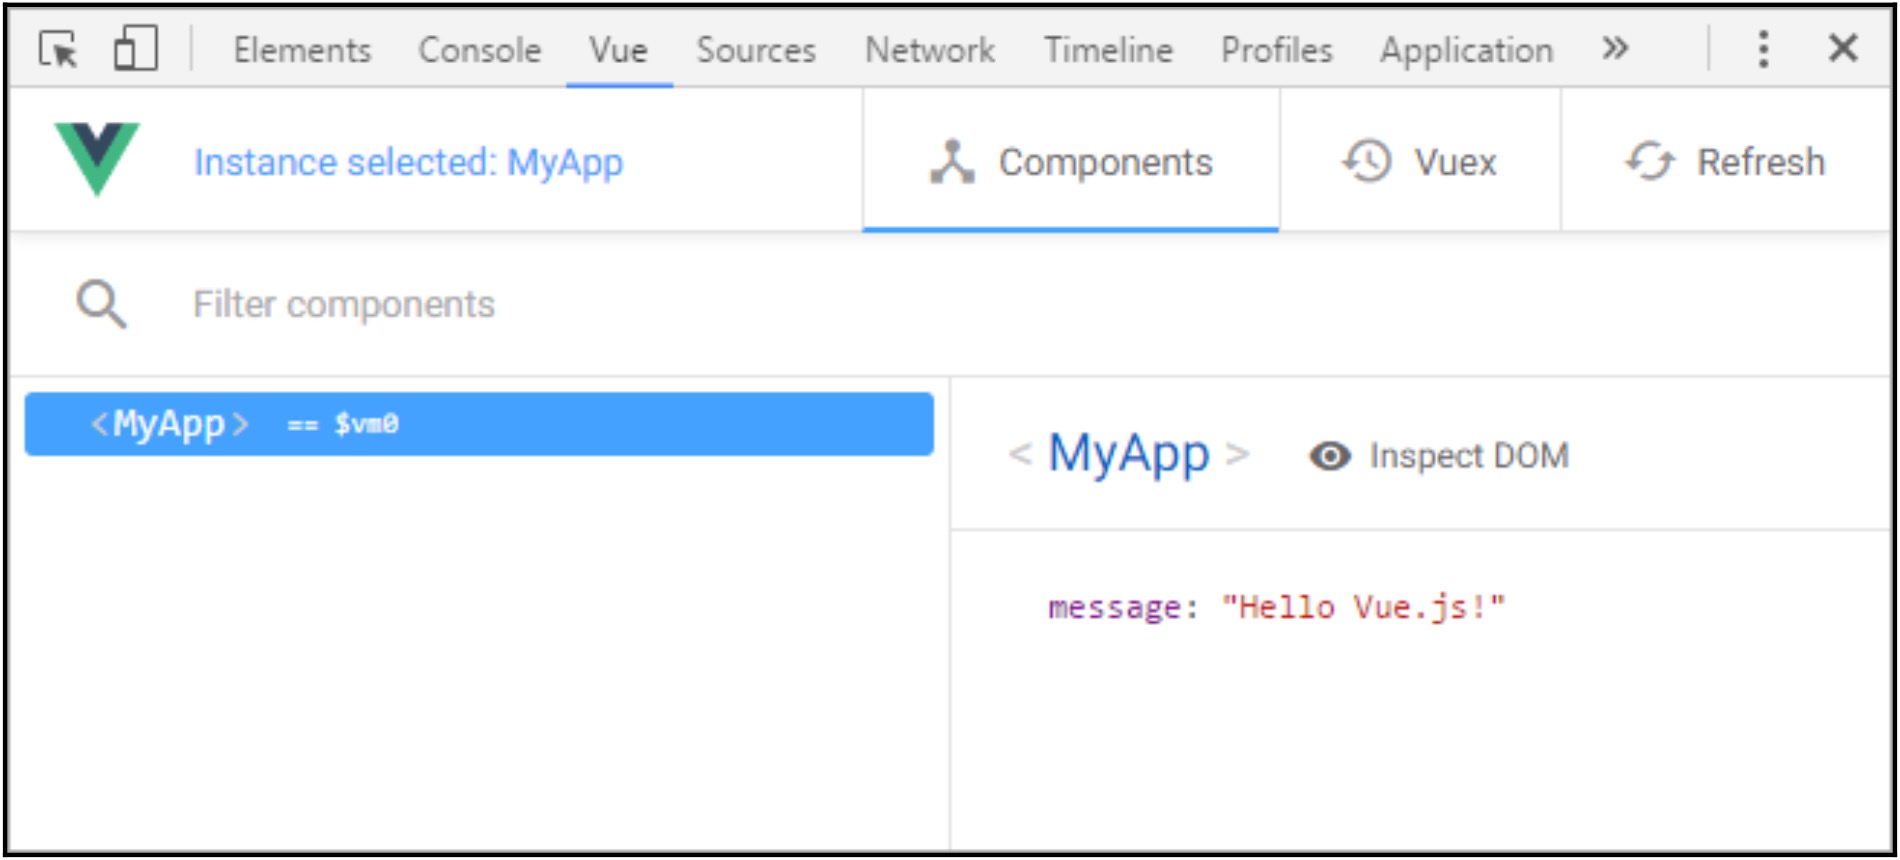 Elements Console Vue Sources Network Timeline Profiles Application »
Instance selected: MyApp Components Vuex Refresh
Filter components
<MyApp> == $vm0
< MyApp > Inspect DOM
message: "Hello Vue.js!"